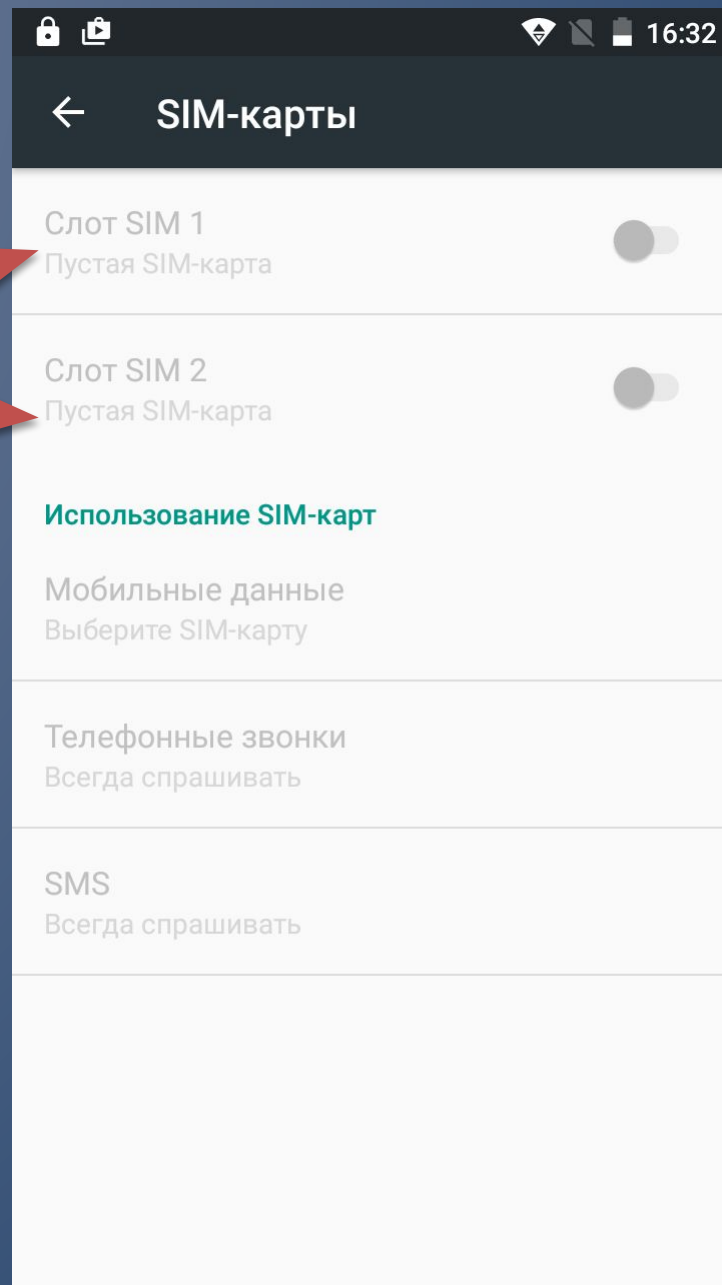 16:32
SIM-карты
Слот SIM 1
Пустая SIM-карта
Слот SIM 2
Пустая SIM-карта
Использование SIM-карт
Мобильные данные
Выберите SIM-карту
Телефонные звонки
Всегда спрашивать
SMS
Всегда спрашивать